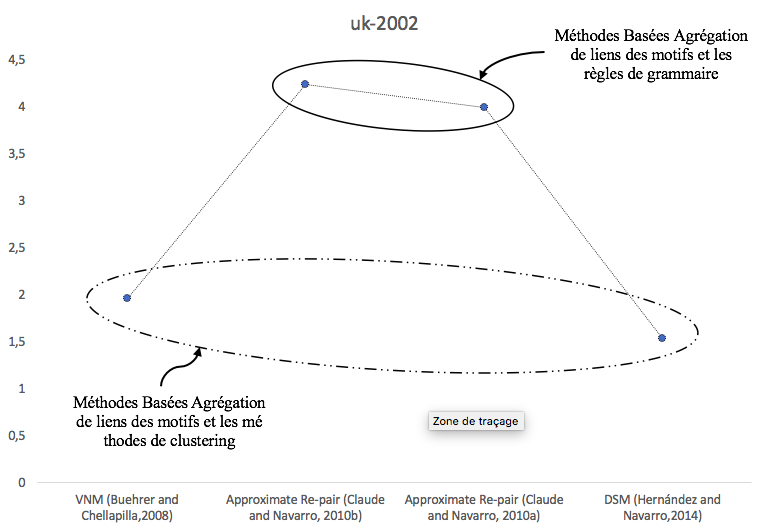 uk-2002
Méthodes Basées Agrégation
de liens des motifs et les
règles de grammaire
4,5
4
3,5
3
2,5
2
1,5
1
0,5
0
Méthodes Basées Agrégation
de liens des motifs et les mé
thodes de clustering
Zone de traçage
VNM (Buehrer and
Chellapilla,2008)
Approximate Re-pair (Claude
and Navarro, 2010b)
Approximate Re-pair (Claude
and Navarro, 2010a)
DSM (Hernández and
Navarro,2014)